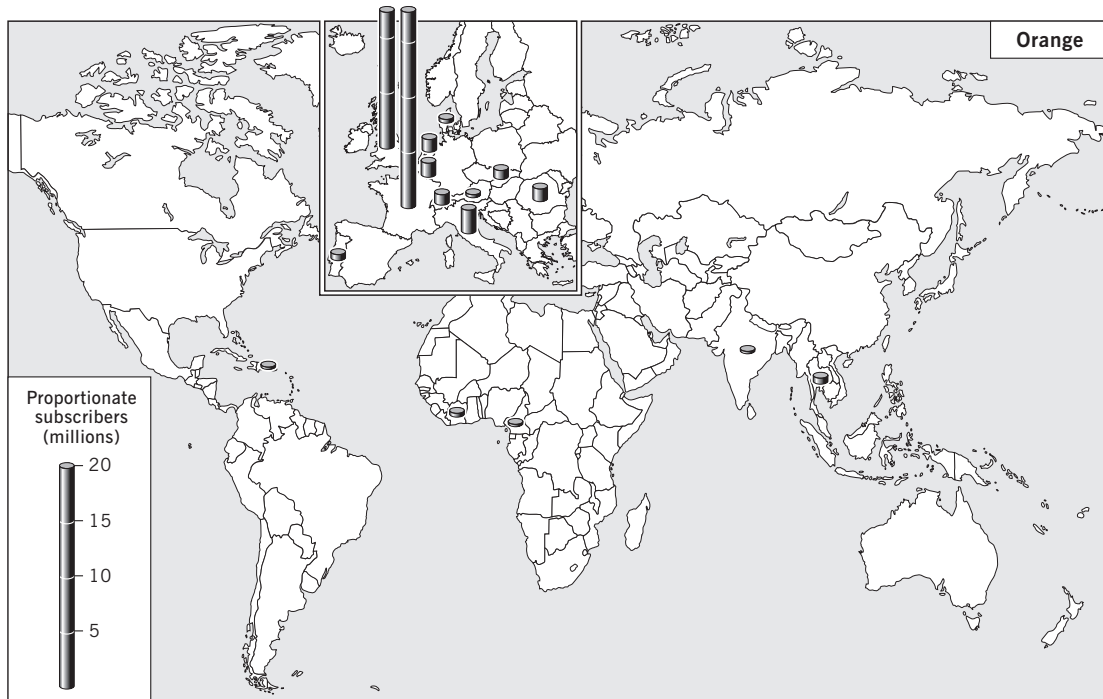 Orange
Proportionate
subscribers
(millions)
20
15
10
5